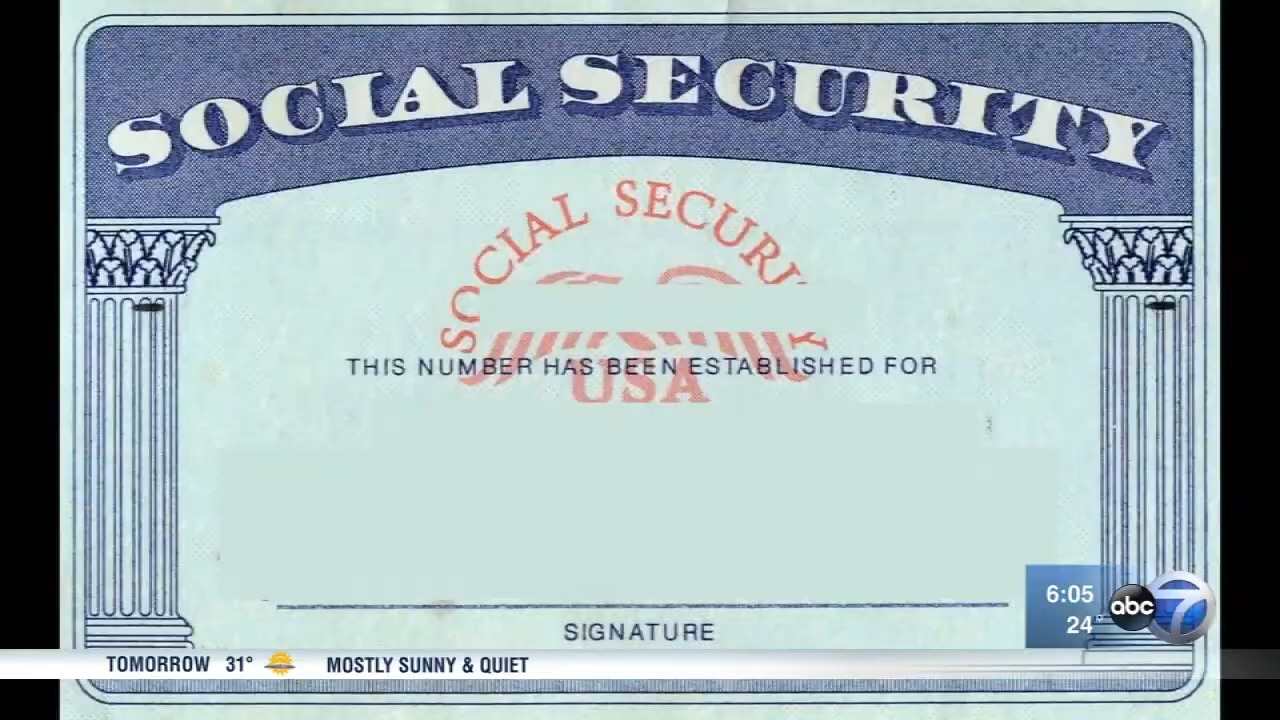 SOCIAL SECURITY
SOCIAL SECURITY
THIS NUMBER HAS BEEN ESTABLISHED FOR
USA
SIGNATURE
6:05
24°
abc 7
TOMORROW 31° MOSTLY SUNNY & QUIET